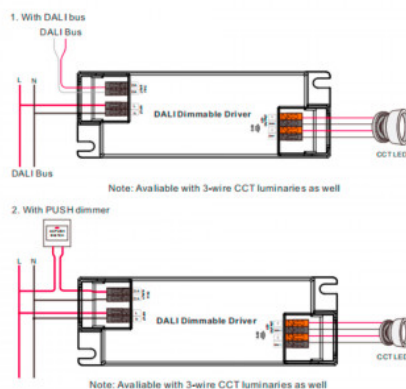 1. With DALI bus
DALI Bus
L N
DALI Dimmable Driver
CCT LED
DALI Bus
Note: Avaliable with 3-wire CCT luminaries as well
2. With PUSH dimmer
L N
DALI Dimmable Driver
CCT LED
Note: Avaliable with 3-wire CCT luminaries as well